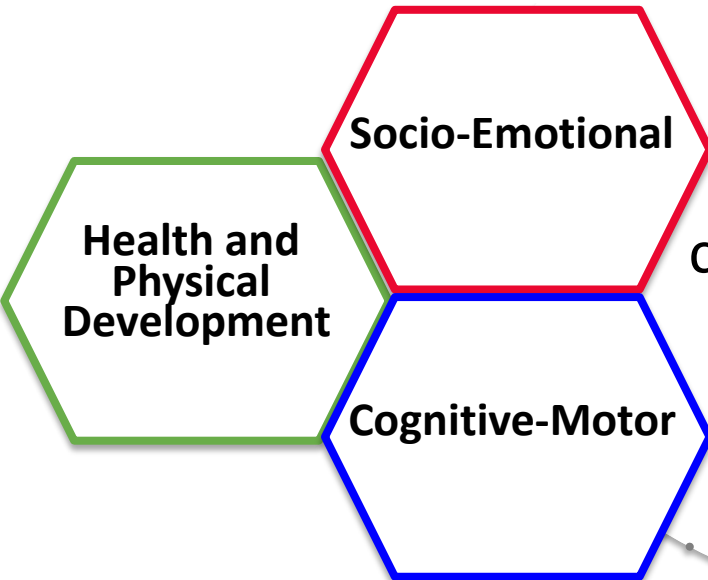 Socio-Emotional
Health and
Physical
Development
Cognitive-Motor